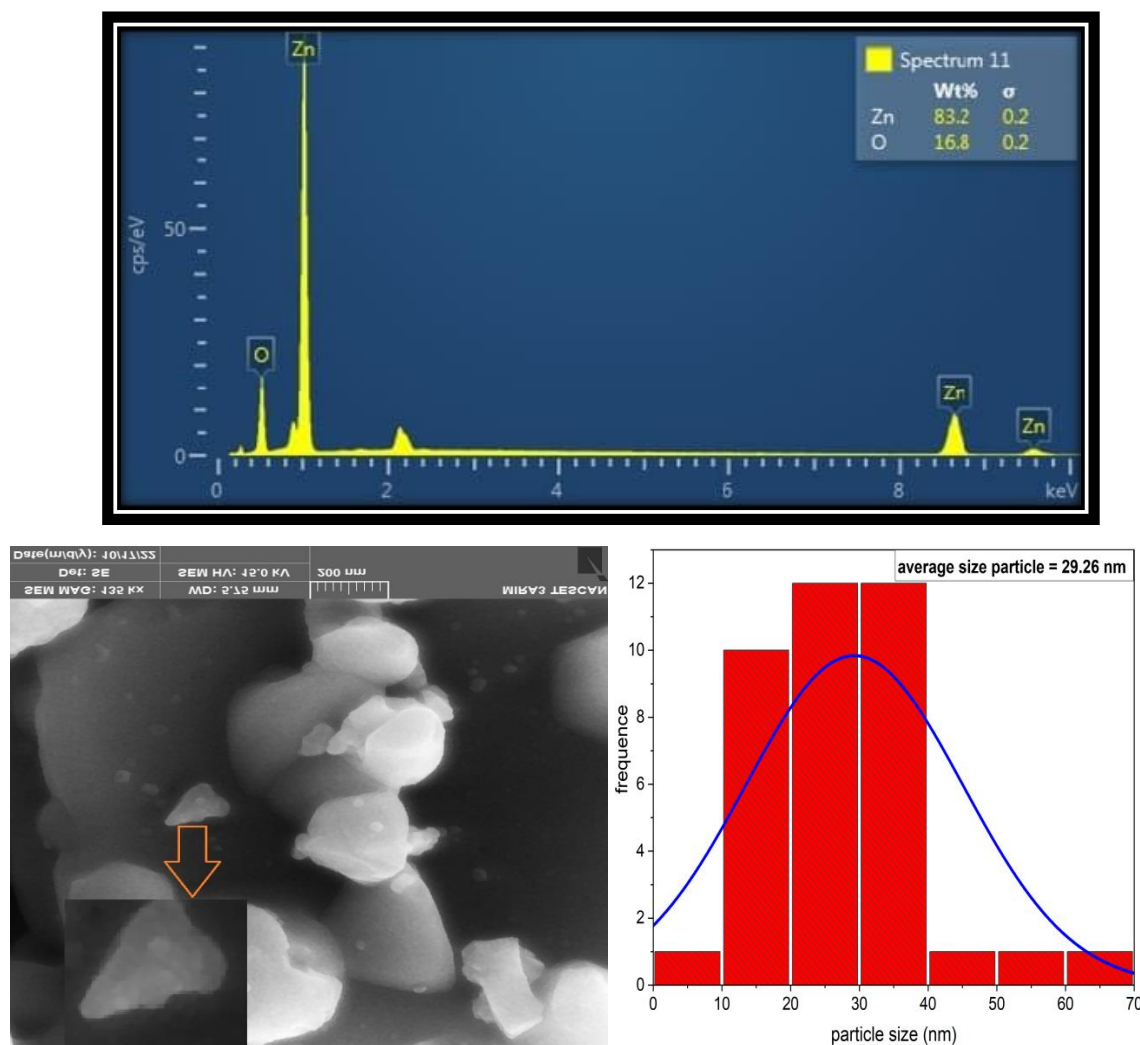 Zn
Spectrum 11
Wt% σ
Zn 83.2 0.2
O 16.8 0.2
cps/eV
50
O
Zn
Zn
0
0 2 4 6 8 keV
Date(m/d/y): 10/17/22
Det: SE SEM HV: 15.0 kV 200 nm
SEM MAG: 135 kx WD: 5.75 mm MIRA3 TESCAN
average size particle = 29.26 nm
12
10
8
6
4
2
0
frequence
0 10 20 30 40 50 60 70
particle size (nm)